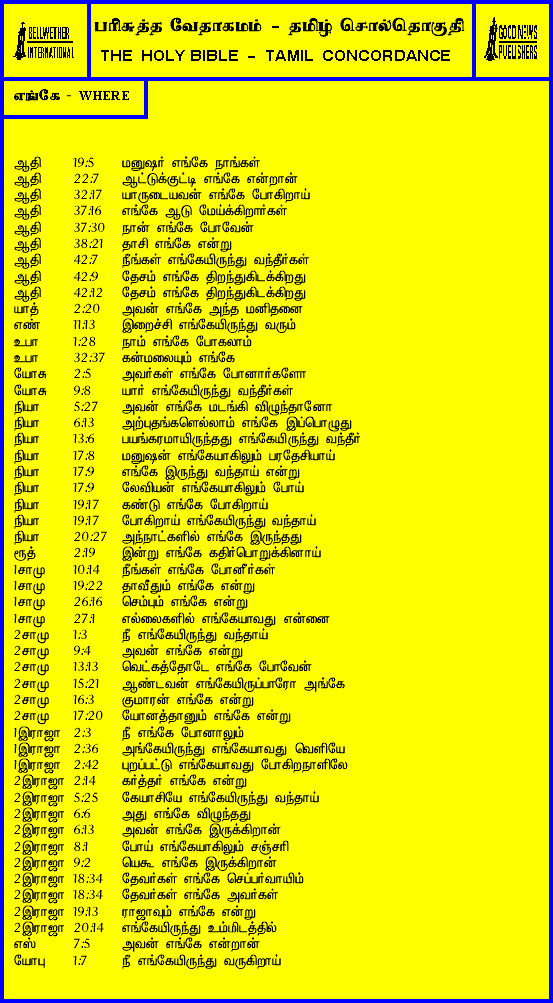 BELLWETHER
INTERNATIONAL
பரிசுத்த வேதாகமம் - தமிழ் சொல்தொகுதி
THE HOLY BIBLE - TAMIL CONCORDANCE
GOOD NEWS
PUBLISHERS
எங்கே - WHERE
ஆதி 19:5 மனுஷர் எங்கே நாங்கள்
ஆதி 22:7 ஆட்டுக்குட்டி எங்கே என்றான்
ஆதி 32:17 யாருடையவன் எங்கே போகிறாய்
ஆதி 37:16 எங்கே ஆடு மேய்க்கிறார்கள்
ஆதி 37:30 நான் எங்கே போவேன்
ஆதி 38:21 தாசி எங்கே என்று
ஆதி 42:7 நீங்கள் எங்கேயிருந்து வந்தீர்கள்
ஆதி 42:9 தேசம் எங்கே திறந்துகிடக்கிறது
ஆதி 42:12 தேசம் எங்கே திறந்துகிடக்கிறது
யாத் 2:20 அவன் எங்கே அந்த மனிதனை
எண் 11:13 இறைச்சி எங்கேயிருந்து வரும்
உபா 1:28 நாம் எங்கே போகலாம்
உபா 32:37 கன்மலையும் எங்கே
யோசு 2:5 அவர்கள் எங்கே போனார்களோ
யோசு 9:8 யார் எங்கேயிருந்து வந்தீர்கள்
நியா 5:27 அவன் எங்கே மடங்கி விழுந்தானோ
நியா 6:13 அற்புதங்களெல்லாம் எங்கே இப்பொழுது
நியா 13:6 பயங்கரமாயிருந்தது எங்கேயிருந்து வந்தீர்
நியா 17:8 மனுஷன் எங்கேயாகிலும் பரதேசியாய்
நியா 17:9 எங்கே இருந்து வந்தாய் என்று
நியா 17:9 லேவியன் எங்கேயாகிலும் போய்
நியா 19:17 கண்டு எங்கே போகிறாய்
நியா 19:17 போகிறாய் எங்கேயிருந்து வந்தாய்
நியா 20:27 அந்நாட்களில் எங்கே இருந்தது
ரூத் 2:19 இன்று எங்கே கதிர்பொறுக்கினாய்
1சாமு 10:14 நீங்கள் எங்கே போனீர்கள்
1சாமு 19:22 தாவீதும் எங்கே என்று
1சாமு 26:16 செம்பும் எங்கே என்று
1சாமு 27:1 எல்லைகளில் எங்கேயாவது என்னை
2சாமு 1:3 நீ எங்கேயிருந்து வந்தாய்
2சாமு 9:4 அவன் எங்கே என்று
2சாமு 13:13 வெட்கத்தோடே எங்கே போவேன்
2சாமு 15:21 ஆண்டவன் எங்கேயிருப்பாரோ அங்கே
2சாமு 16:3 குமாரன் எங்கே என்று
2சாமு 17:20 யோனத்தானும் எங்கே என்று
1இராஜா 2:3 நீ எங்கே போனாலும்
1இராஜா 2:36 அங்கேயிருந்து எங்கேயாவது வெளியே
1இராஜா 2:42 புறப்பட்டு எங்கேயாவது போகிறநாளிலே
2இராஜா 2:14 கர்த்தர் எங்கே என்று
2இராஜா 5:25 கேயாசியே எங்கேயிருந்து வந்தாய்
2இராஜா 6:6 அது எங்கே விழுந்தது
2இராஜா 6:13 அவன் எங்கே இருக்கிறான்
2இராஜா 8:1 போய் எங்கேயாகிலும் சஞ்சரி
2இராஜா 9:2 யெகூ எங்கே இருக்கிறான்
2இராஜா 18:34 தேவர்கள் எங்கே செப்பர்வாயிம்
2இராஜா 18:34 தேவர்கள் எங்கே அவர்கள்
2இராஜா 19:13 ராஜாவும் எங்கே என்று
2இராஜா 20:14 எங்கேயிருந்து உம்மிடத்தில்
எஸ் 7:5 அவன் எங்கே என்றான்
யோபு 1:7 நீ எங்கேயிருந்து வருகிறாய்